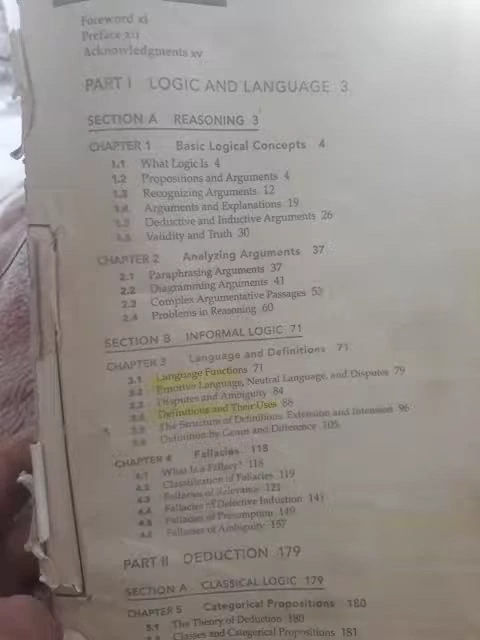 Foreword xi
Preface xiii
Acknowledgments xv
PART I LOGIC AND LANGUAGE 3
SECTION A REASONING 3
CHAPTER 1 Basic Logical Concepts 4
1.1 What Logic Is 4
1.2 Propositions and Arguments 4
1.3 Recognizing Arguments 12
1.4 Arguments and Explanations 19
1.5 Deductive and Inductive Arguments 26
1.6 Validity and Truth 30
CHAPTER 2 Analyzing Arguments 37
2.1 Paraphrasing Arguments 37
2.2 Diagramming Arguments 41
2.3 Complex Argumentative Passages 53
2.4 Problems in Reasoning 60
SECTION B INFORMAL LOGIC 71
CHAPTER 3 Language and Definitions 71
3.1 Language Functions 71
3.2 Emotive Language, Neutral Language, and Disputes 79
3.3 Disputes and Ambiguity 84
3.4 Definitions and Their Uses 88
3.5 The Structure of Definitions: Extension and Intension 96
3.6 Definition by Genus and Difference 105
CHAPTER 4 Fallacies 118
4.1 What Is a Fallacy? 118
4.2 Classification of Fallacies 119
4.3 Fallacies of Relevance 121
4.4 Fallacies of Defective Induction 141
4.5 Fallacies of Presumption 149
4.6 Fallacies of Ambiguity 157
PART II DEDUCTION 179
SECTION A CLASSICAL LOGIC 179
CHAPTER 5 Categorical Propositions 180
5.1 The Theory of Deduction 180
Classes and Categorical Propositions 181